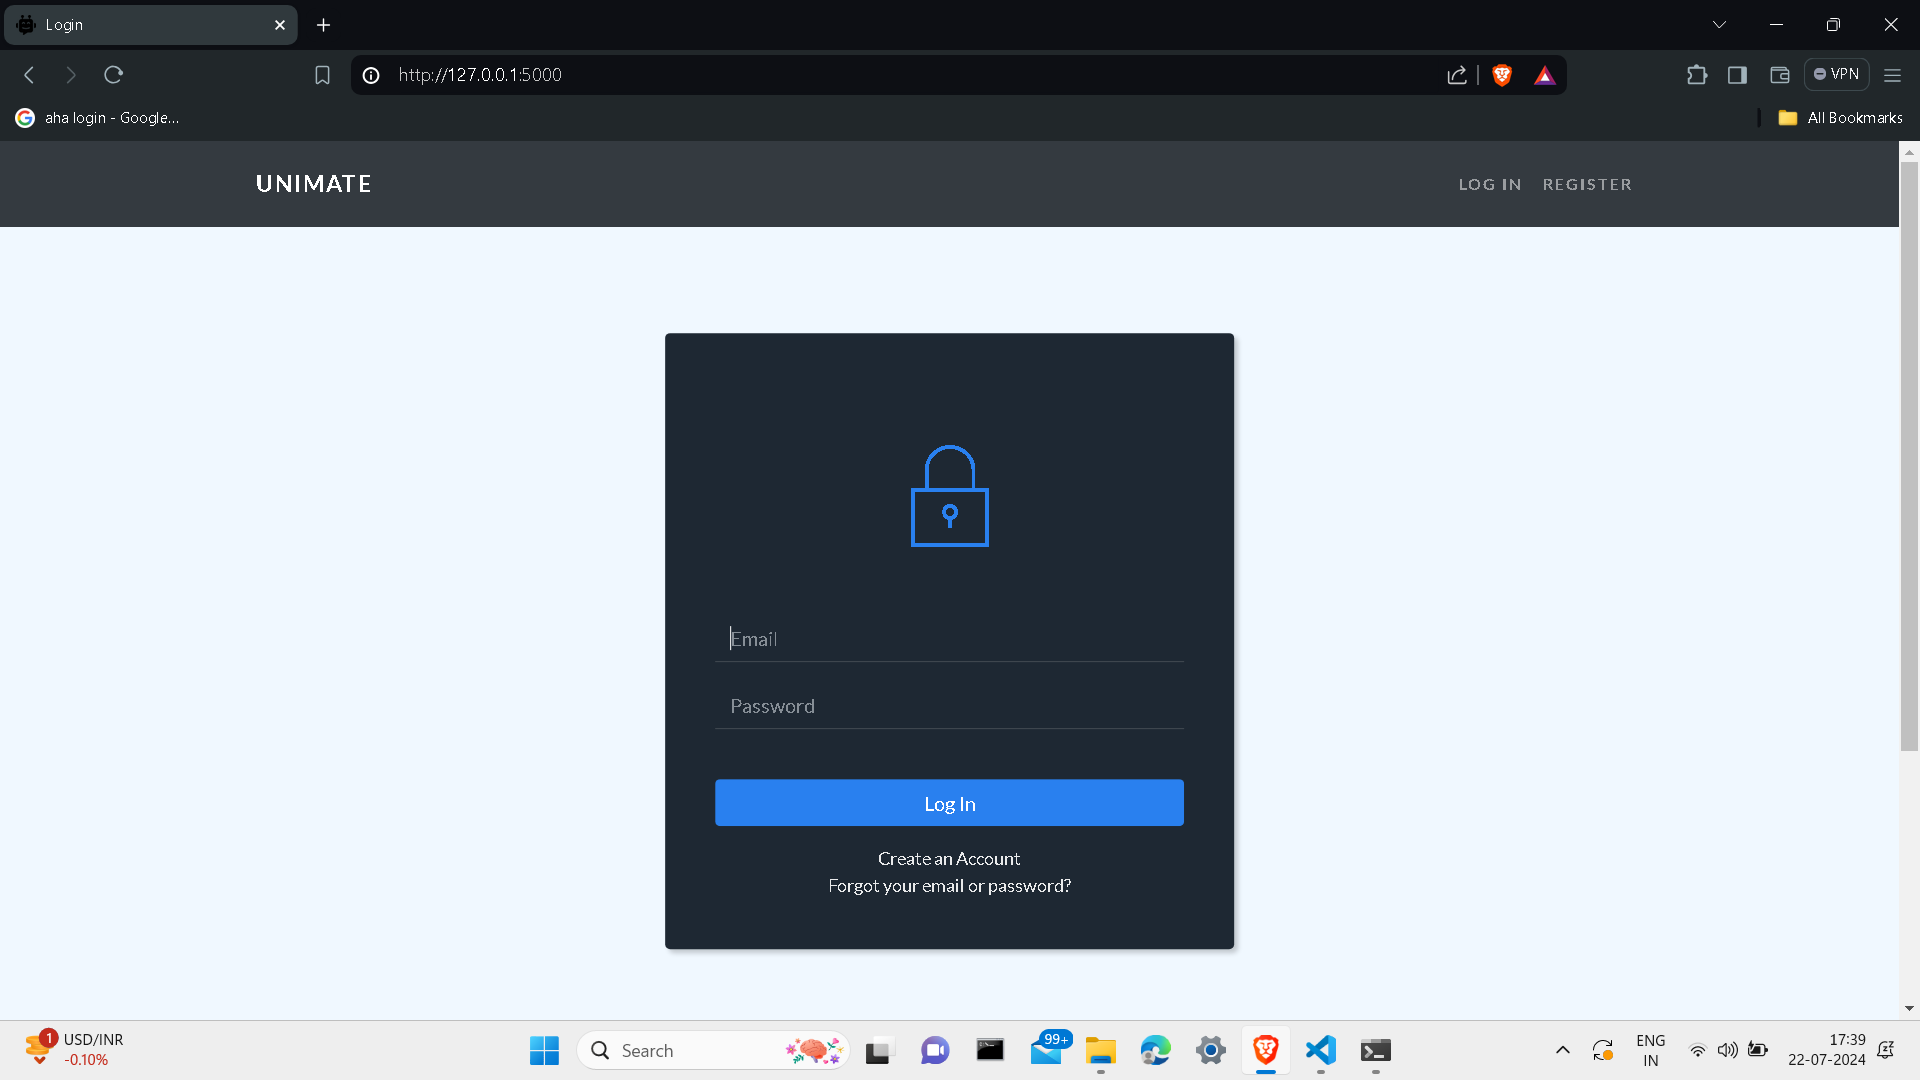 Login
http://127.0.0.1:5000
VPN
aha login - Google...
All Bookmarks
UNIMATE
LOG IN
REGISTER
Email
Password
Log In
Create an Account
Forgot your email or password?
1
USD/INR
-0.10%
Search
99+
ENG
IN
17:39
22-07-2024